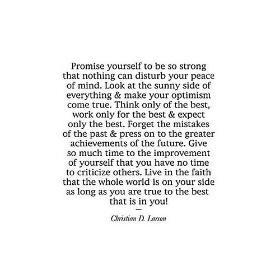 Promise yourself to be so strong
that nothing can disturb your peace
of mind. Look at the sunny side of
everything & make your optimism
come true. Think only of the best,
work only for the best & expect
only the best. Forget the mistakes
of the past & press on to the greater
achievements of the future. Give
so much time to the improvement
of yourself that you have no time
to criticize others. Live in the faith
that the whole world is on your side
as long as you are true to the best
that is in you!
—
Christian D. Larson